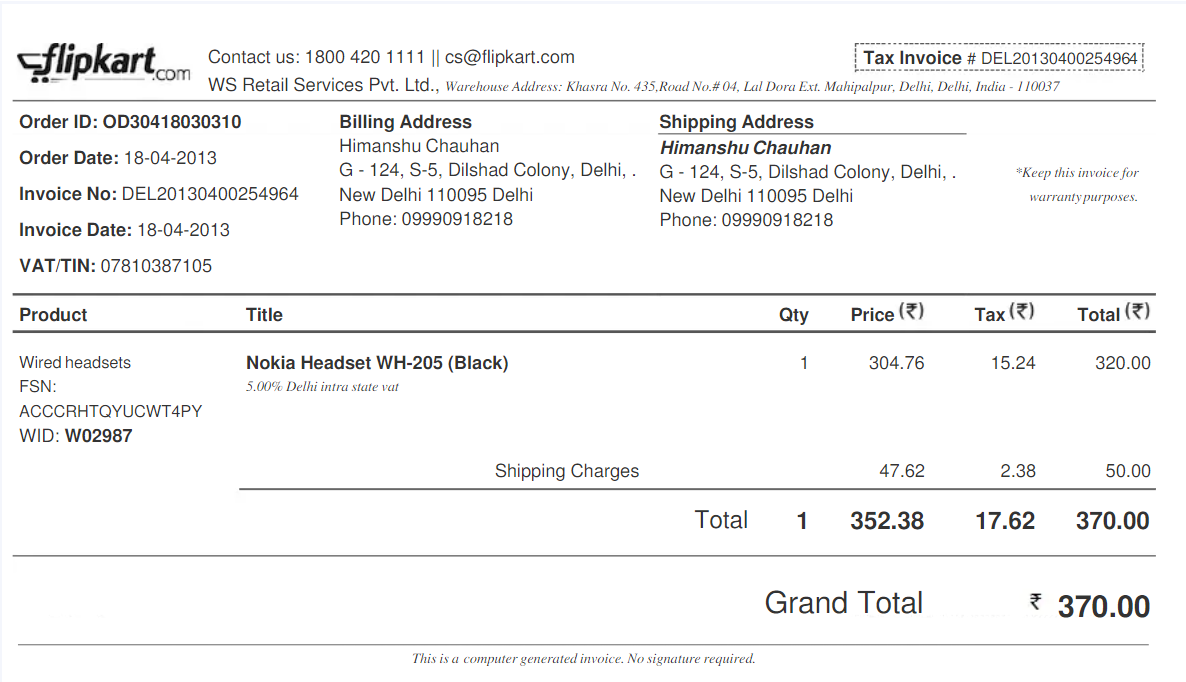 flipkart.com
Contact us: 1800 420 1111 || cs@flipkart.com
Tax Invoice # DEL20130400254964
WS Retail Services Pvt. Ltd., Warehouse Address: Khasra No. 435,Road No.# 04, Lal Dora Ext. Mahipalpur, Delhi, Delhi, India - 110037
Order ID: OD30418030310
Order Date: 18-04-2013
Invoice No: DEL20130400254964
Invoice Date: 18-04-2013
VAT/TIN: 07810387105
Billing Address
Himanshu Chauhan
G - 124, S-5, Dilshad Colony, Delhi, .
New Delhi 110095 Delhi
Phone: 09990918218
Shipping Address
Himanshu Chauhan
G - 124, S-5, Dilshad Colony, Delhi, .
New Delhi 110095 Delhi
Phone: 09990918218
*Keep this invoice for
warranty purposes.
Product Title Qty Price (₹) Tax (₹) Total (₹)
Wired headsets Nokia Headset WH-205 (Black) 1 304.76 15.24 320.00
FSN: 5.00% Delhi intra state vat
ACCCRHTQYUCWT4PY
WID: W02987
Shipping Charges 47.62 2.38 50.00
Total 1 352.38 17.62 370.00
Grand Total ₹ 370.00
This is a computer generated invoice. No signature required.